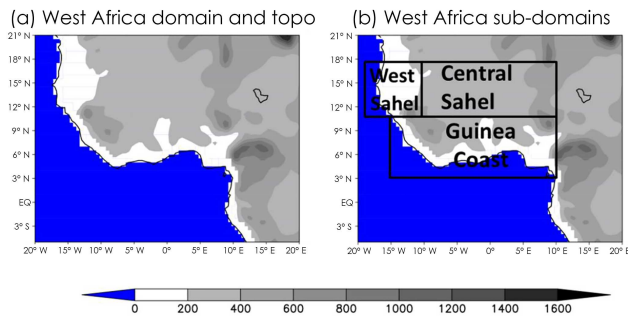 (a) West Africa domain and topo
(b) West Africa sub-domains
21° N
18° N
15° N
12° N
9° N
6° N
3° N
EQ
3° S
20° W 15° W 10° W 5° W 0° 5° E 10° E 15° E 20° E
21° N
18° N
15° N
12° N
9° N
6° N
3° N
EQ
3° S
West
Sahel
Central
Sahel
Guinea
Coast
20° W 15° W 10° W 5° W 0° 5° E 10° E 15° E 20° E
0 200 400 600 800 1000 1200 1400 1600